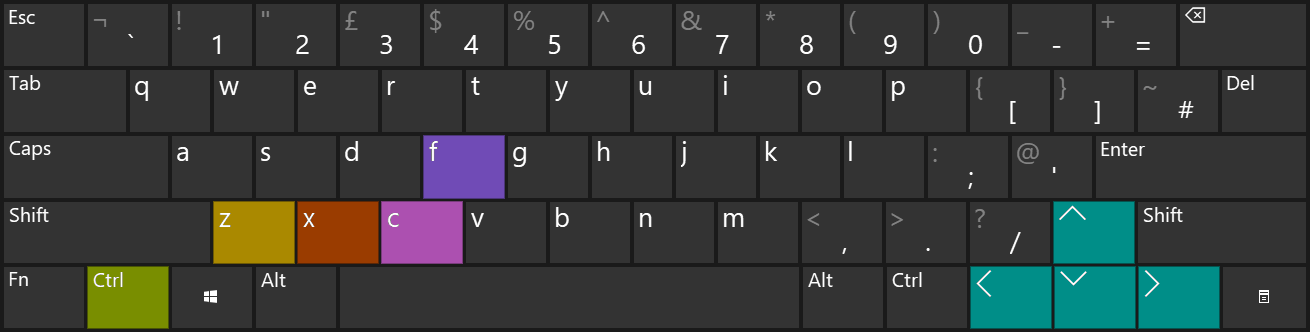 Esc ¬ ` ! 1 " 2 £ 3 $ 4 % 5 ^ 6 & 7 * 8 ( 9 ) 0 _ - + =
Tab q w e r t y u i o p { [ } ] ~ # Del
Caps a s d f g h j k l : ; @ ' Enter
Shift z x c v b n m < , > . ? / Shift
Fn Ctrl Alt Alt Ctrl